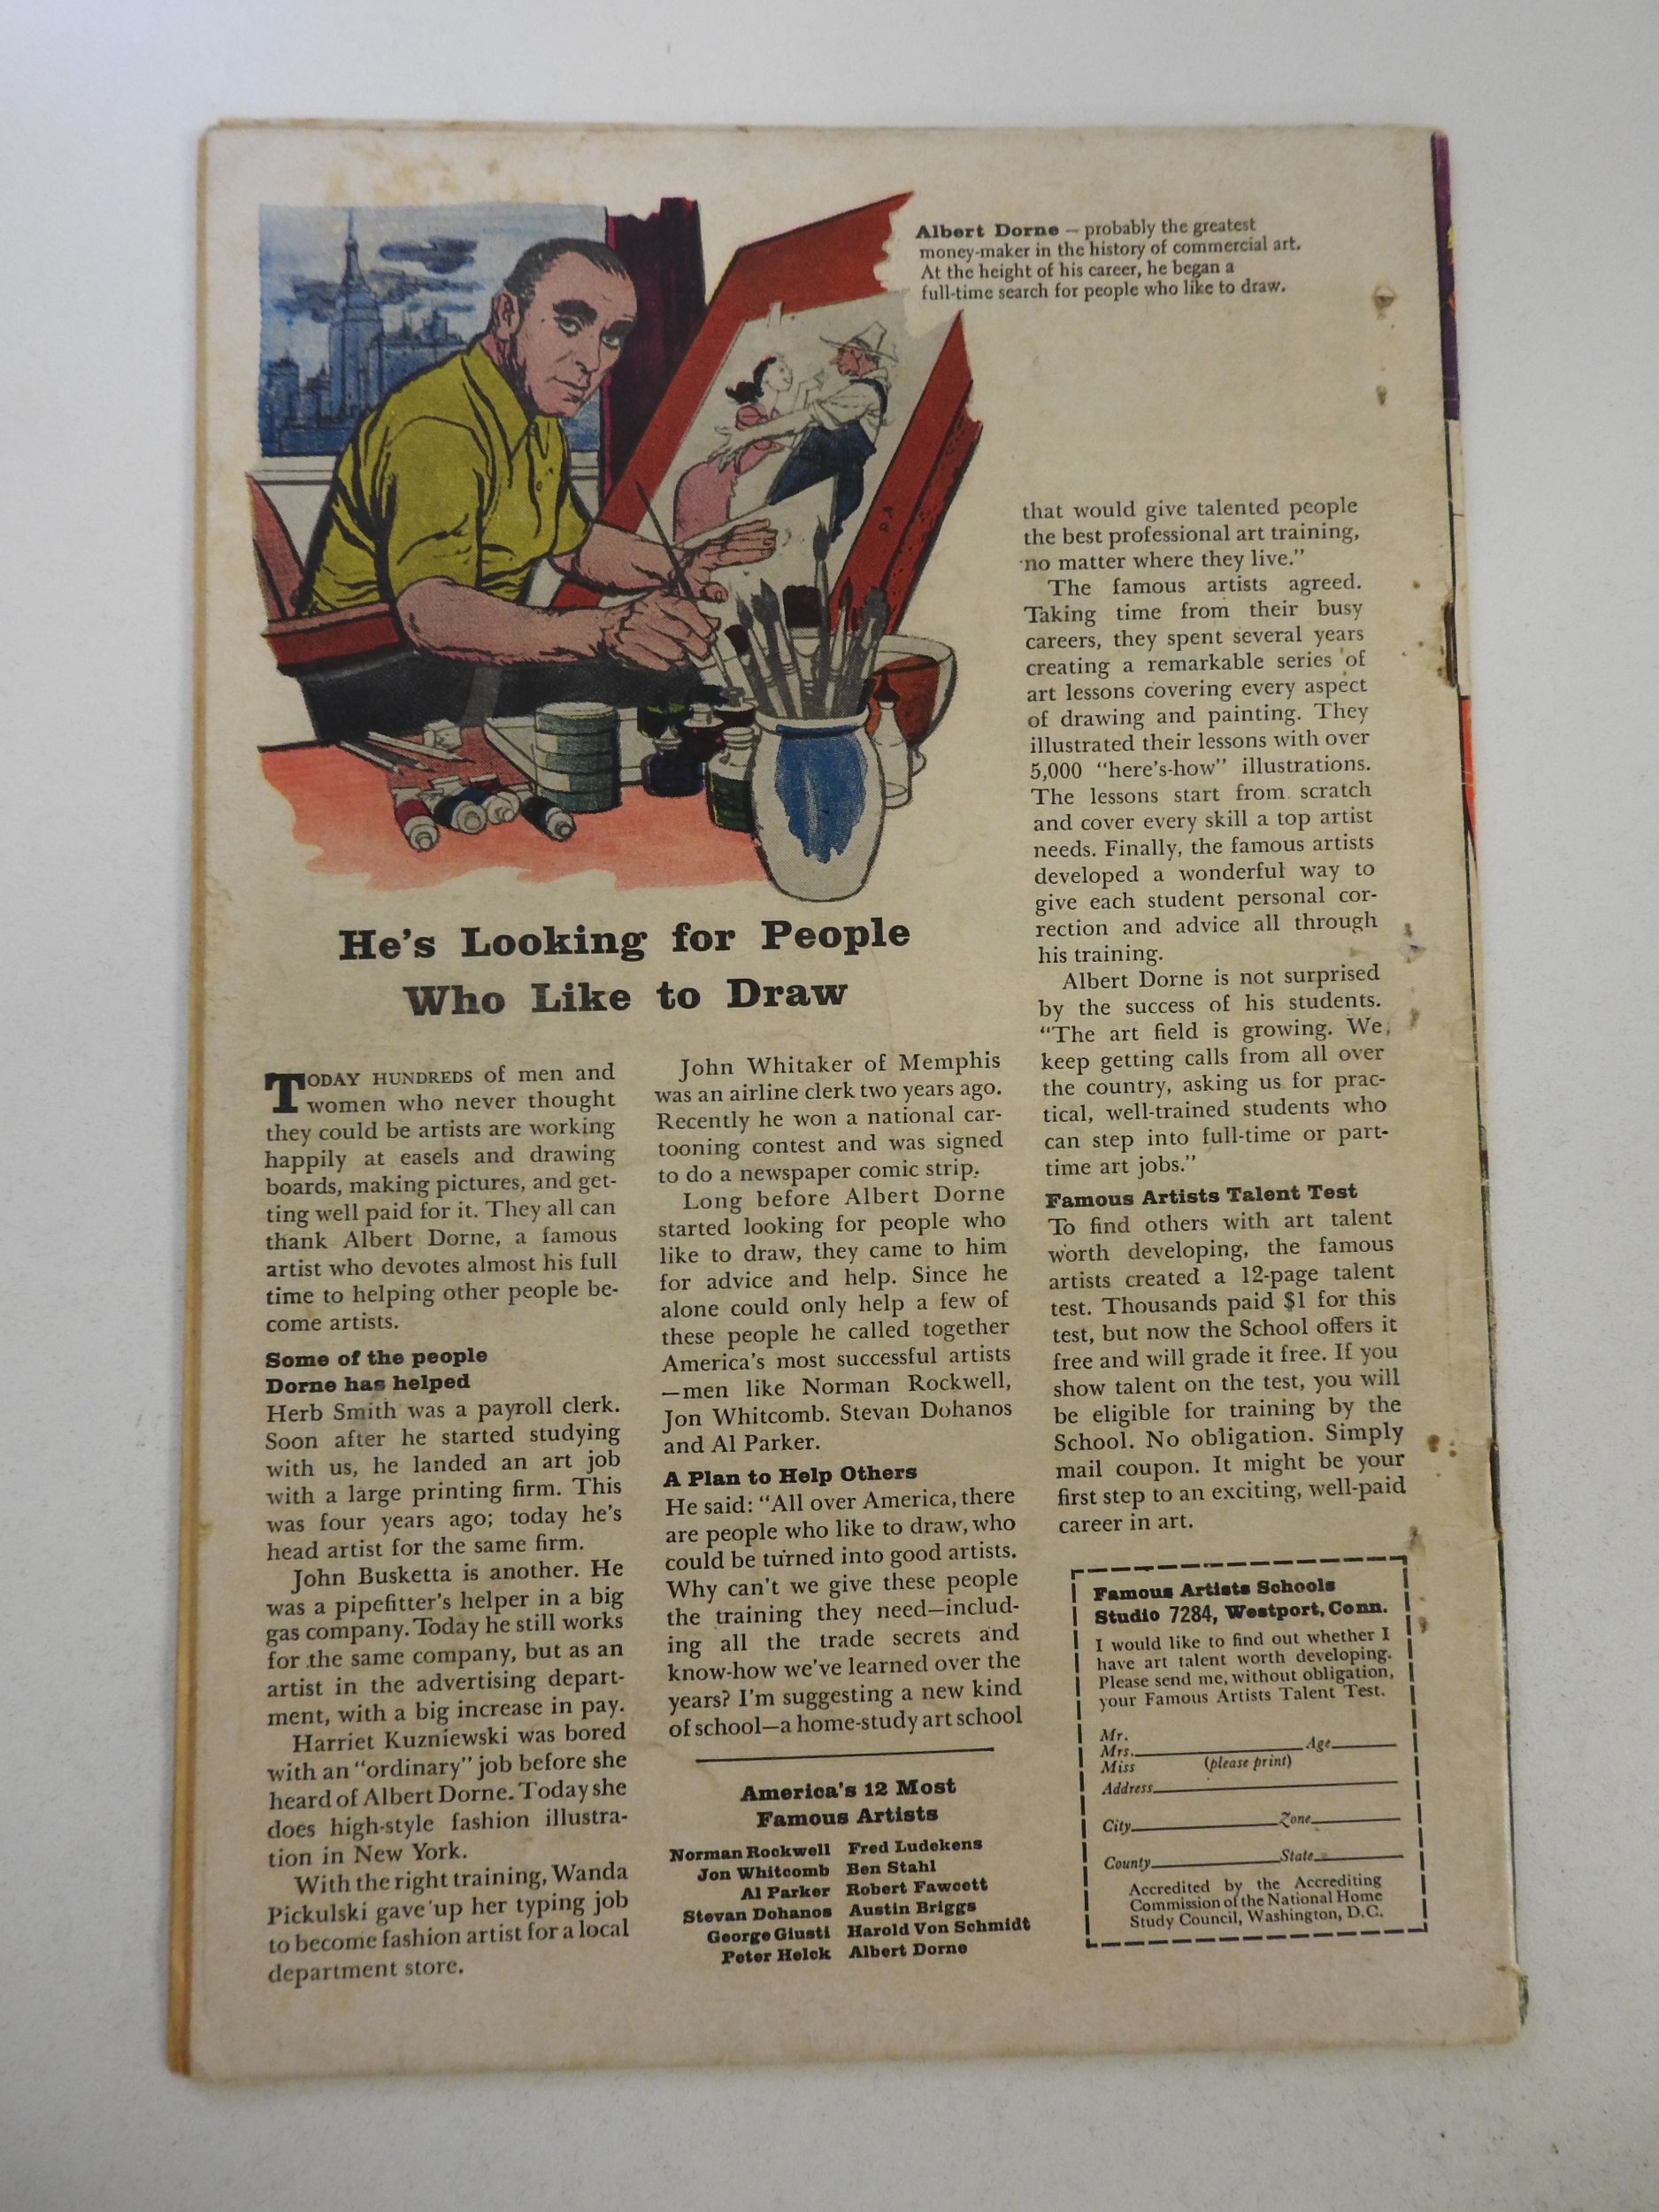 Albert Dorne — probably the greatest
money-maker in the history of commercial art.
At the height of his career, he began a
full-time search for people who like to draw.
He's Looking for People
Who Like to Draw
TODAY HUNDREDS of men and
women who never thought
they could be artists are working
happily at easels and drawing
boards, making pictures, and get-
ting well paid for it. They all can
thank Albert Dorne, a famous
artist who devotes almost his full
time to helping other people be-
come artists.
Some of the people
Dorne has helped
Herb Smith was a payroll clerk.
Soon after he started studying
with us, he landed an art job
with a large printing firm. This
was four years ago; today he's
head artist for the same firm.
John Busketta is another. He
was a pipefitter's helper in a big
gas company. Today he still works
for the same company, but as an
artist in the advertising depart-
ment, with a big increase in pay.
Harriet Kuzniewski was bored
with an "ordinary" job before she
heard of Albert Dorne. Today she
does high-style fashion illustra-
tion in New York.
With the right training, Wanda
Pickulski gave up her typing job
to become fashion artist for a local
department store.
John Whitaker of Memphis
was an airline clerk two years ago.
Recently he won a national car-
tooning contest and was signed
to do a newspaper comic strip.
Long before Albert Dorne
started looking for people who
like to draw, they came to him
for advice and help. Since he
alone could only help a few of
these people he called together
America's most successful artists
—men like Norman Rockwell,
Jon Whitcomb. Stevan Dohanos
and Al Parker.
A Plan to Help Others
He said: "All over America, there
are people who like to draw, who
could be turned into good artists.
Why can't we give these people
the training they need—includ-
ing all the trade secrets and
know-how we've learned over the
years? I'm suggesting a new kind
of school—a home-study art school
America's 12 Most
Famous Artists
Norman Rockwell Fred Ludekens
Jon Whitcomb Ben Stahl
Al Parker Robert Fawcett
Stevan Dohanos Austin Briggs
George Giusti Harold Von Schmidt
Peter Helck Albert Dorne
that would give talented people
the best professional art training,
no matter where they live."
The famous artists agreed.
Taking time from their busy
careers, they spent several years
creating a remarkable series of
art lessons covering every aspect
of drawing and painting. They
illustrated their lessons with over
5,000 "here's-how" illustrations.
The lessons start from scratch
and cover every skill a top artist
needs. Finally, the famous artists
developed a wonderful way to
give each student personal cor-
rection and advice all through
his training.
Albert Dorne is not surprised
by the success of his students.
"The art field is growing. We
keep getting calls from all over
the country, asking us for prac-
tical, well-trained students who
can step into full-time or part-
time art jobs."
Famous Artists Talent Test
To find others with art talent
worth developing, the famous
artists created a 12-page talent
test. Thousands paid $1 for this
test, but now the School offers it
free and will grade it free. If you
show talent on the test, you will
be eligible for training by the
School. No obligation. Simply
mail coupon. It might be your
first step to an exciting, well-paid
career in art.
Famous Artists Schools
Studio 7284, Westport, Conn.
I would like to find out whether I
have art talent worth developing.
Please send me, without obligation,
your Famous Artists Talent Test.
Mr.
Mrs. Age
Miss (please print)
Address
City Zone
County State
Accredited by the Accrediting
Commission of the National Home
Study Council, Washington, D.C.